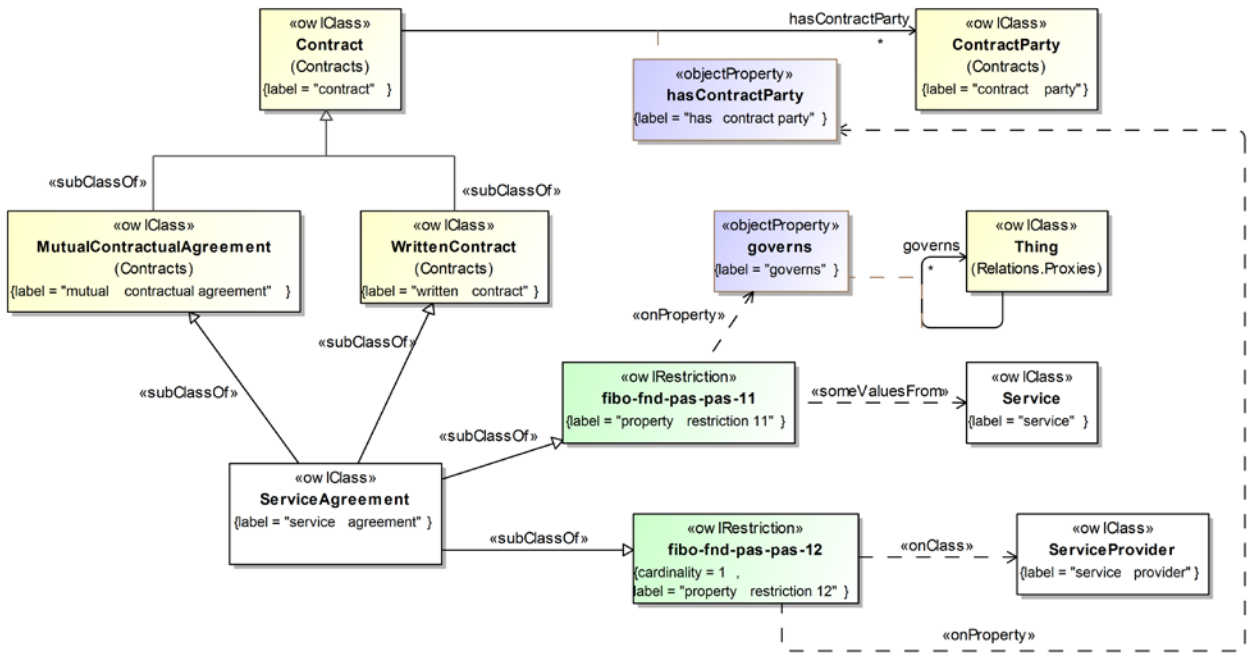 «owlClass»
Contract
(Contracts)
{label = "contract" }
hasContractParty
*
«owlClass»
ContractParty
(Contracts)
{label = "contract party"}
«objectProperty»
hasContractParty
{label = "has contract party" }
«subClassOf»
«subClassOf»
«owlClass»
MutualContractualAgreement
(Contracts)
{label = "mutual contractual agreement" }
«owlClass»
WrittenContract
(Contracts)
{label = "written contract" }
«objectProperty»
governs
{label = "governs" }
governs
*
«owlClass»
Thing
(Relations.Proxies)
«onProperty»
«subClassOf»
«subClassOf»
«owlRestriction»
fibo-fnd-pas-pas-11
{label = "property restriction 11" }
«someValuesFrom»
«owlClass»
Service
{label = "service" }
«subClassOf»
«owlClass»
ServiceAgreement
{label = "service agreement" }
«subClassOf»
«owlRestriction»
fibo-fnd-pas-pas-12
{cardinality = 1 ,
label = "property restriction 12" }
«onClass»
«owlClass»
ServiceProvider
{label = "service provider" }
«onProperty»